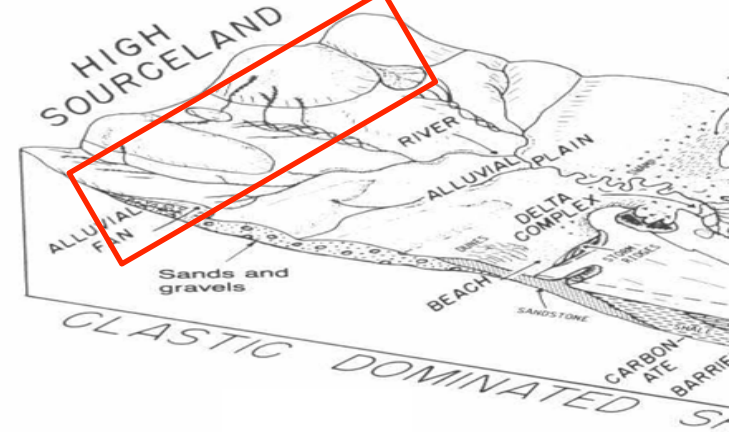 HIGH
SOURCELAND
RIVER
ALLUVIAL PLAIN
SWAMP
ALLUVIAL
FAN
DELTA
COMPLEX
DUNES
STORM
RIDGES
Sands and
gravels
BEACH
SANDSTONE
SHALE
CARBON-
ATE
BARRIE
CLASTIC DOMINATED S